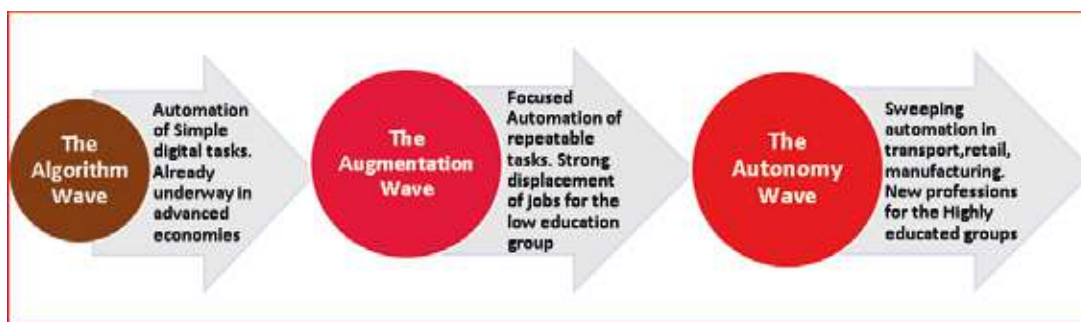 The
Algorithm
Wave
Automation
of Simple
digital tasks.
Already
underway in
advanced
economies
The
Augmentation
Wave
Focused
Automation of
repeatable
tasks. Strong
displacement
of jobs for the
low education
group
The
Autonomy
Wave
Sweeping
automation in
transport,retail,
manufacturing.
New professions
for the Highly
educated groups